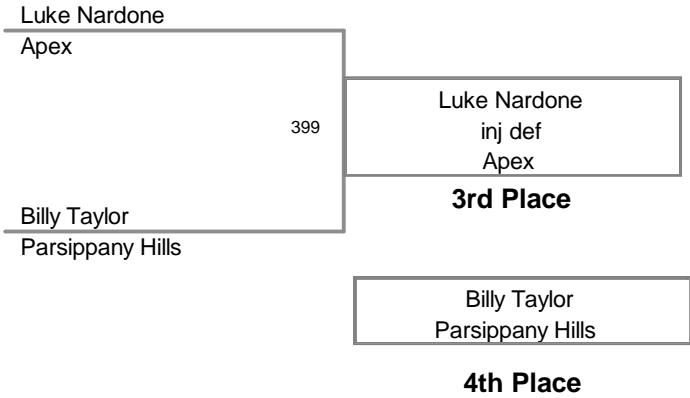 Luke Nardone
Apex
399
Luke Nardone
inj def
Apex
3rd Place
Billy Taylor
Parsippany Hills
Billy Taylor
Parsippany Hills
4th Place